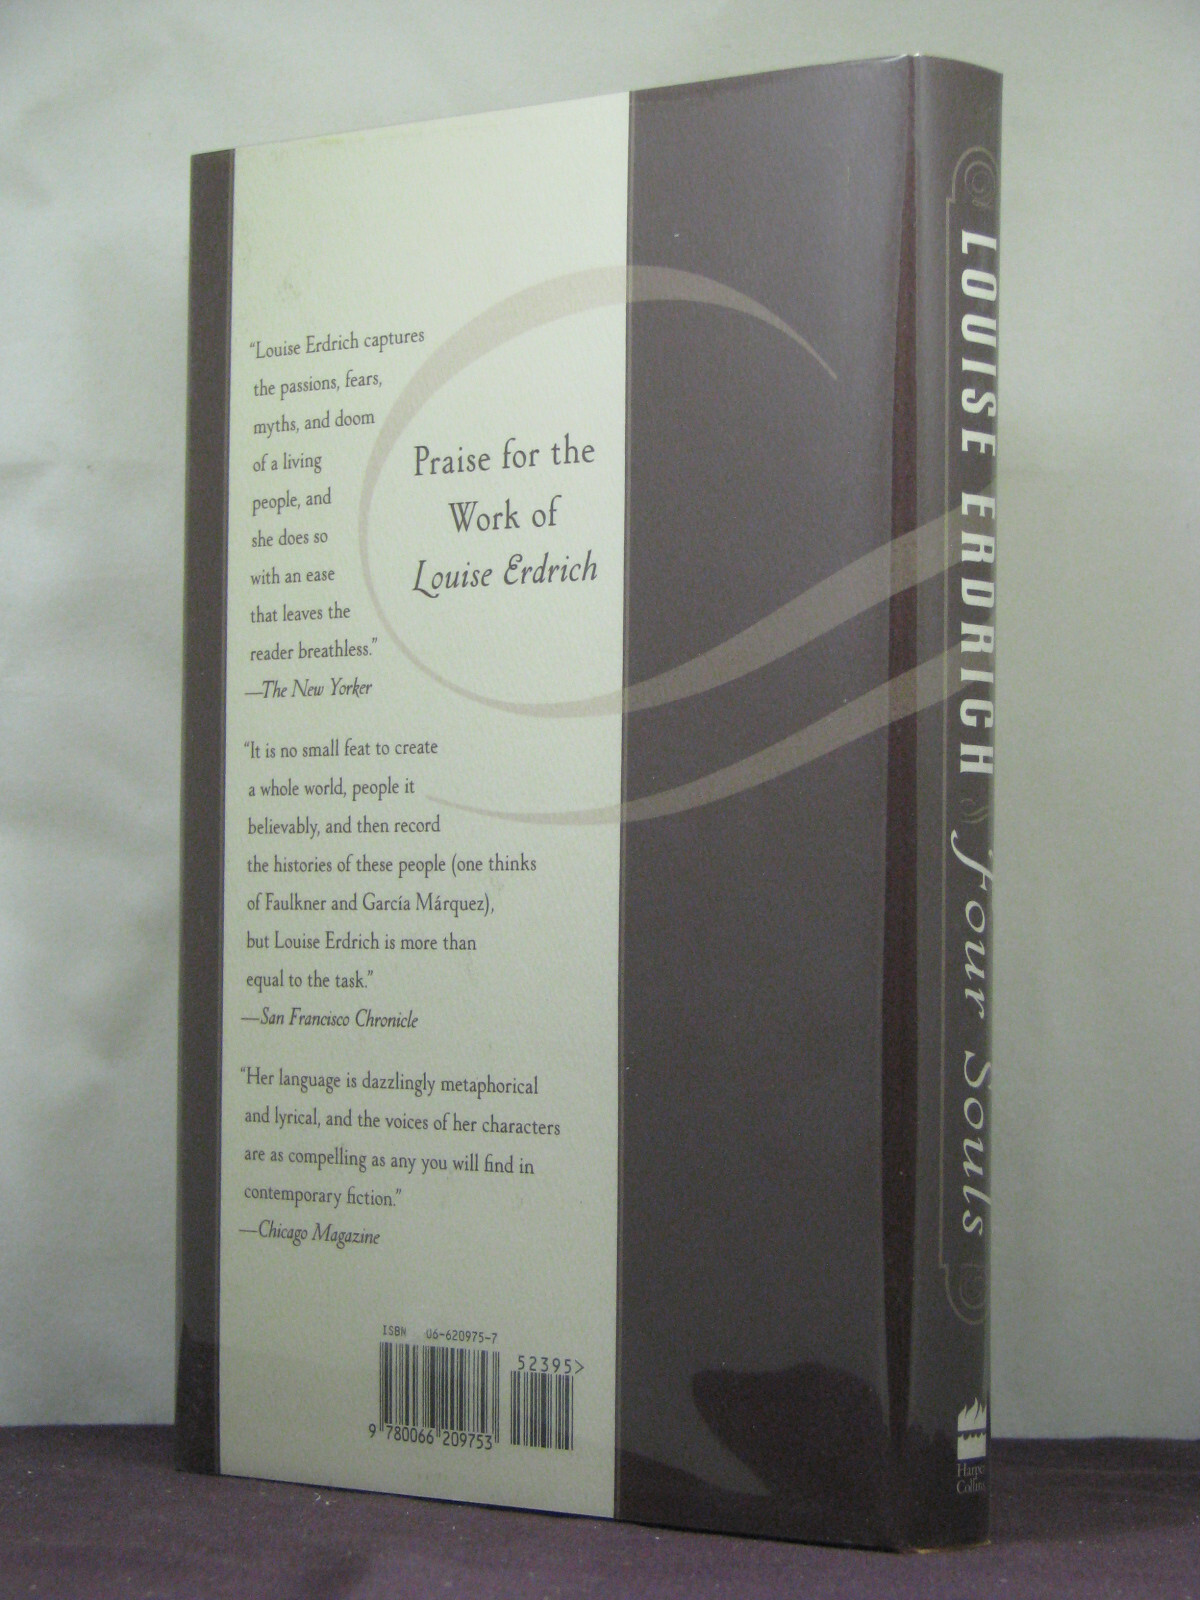 “Louise Erdrich captures
the passions, fears,
myths, and doom
of a living
people, and
she does so
with an ease
that leaves the
reader breathless.”
—The New Yorker
Praise for the
Work of
Louise Erdrich
“It is no small feat to create
a whole world, people it
believably, and then record
the histories of these people (one thinks
of Faulkner and García Márquez),
but Louise Erdrich is more than
equal to the task.”
—San Francisco Chronicle
“Her language is dazzlingly metaphorical
and lyrical, and the voices of her characters
are as compelling as any you will find in
contemporary fiction.”
—Chicago Magazine
ISBN 06-620975-7
52395>
9 780066 209753
LOUISE ERDRICH Four Souls
Harper
Collins